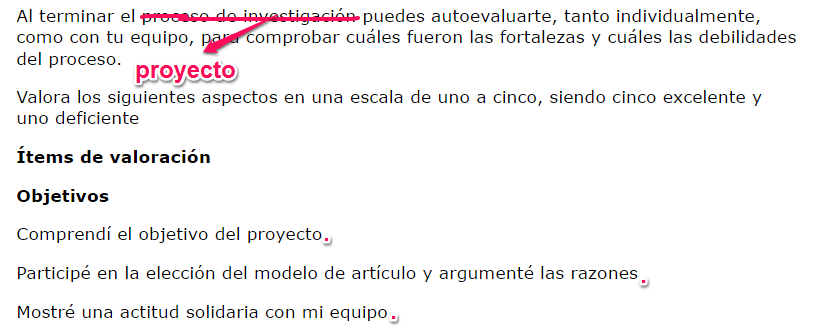 Al terminar el proceso de investigación puedes autoevaluarte, tanto individualmente,
como con tu equipo, para comprobar cuáles fueron las fortalezas y cuáles las debilidades
del proceso.
proyecto
Valora los siguientes aspectos en una escala de uno a cinco, siendo cinco excelente y
uno deficiente
Ítems de valoración
Objetivos
Comprendí el objetivo del proyecto.
Participé en la elección del modelo de artículo y argumenté las razones.
Mostré una actitud solidaria con mi equipo.